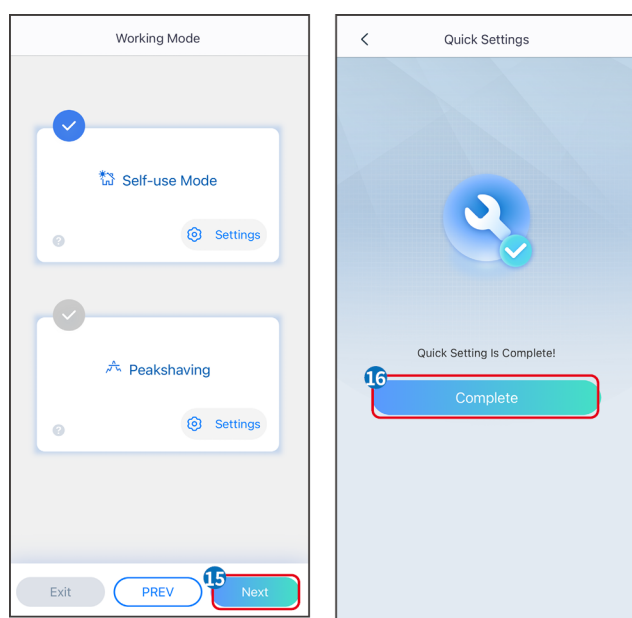 Working Mode
Self-use Mode
?
Settings
Peakshaving
?
Settings
Exit
PREV
15
Next
Quick Settings
Quick Setting Is Complete!
16
Complete